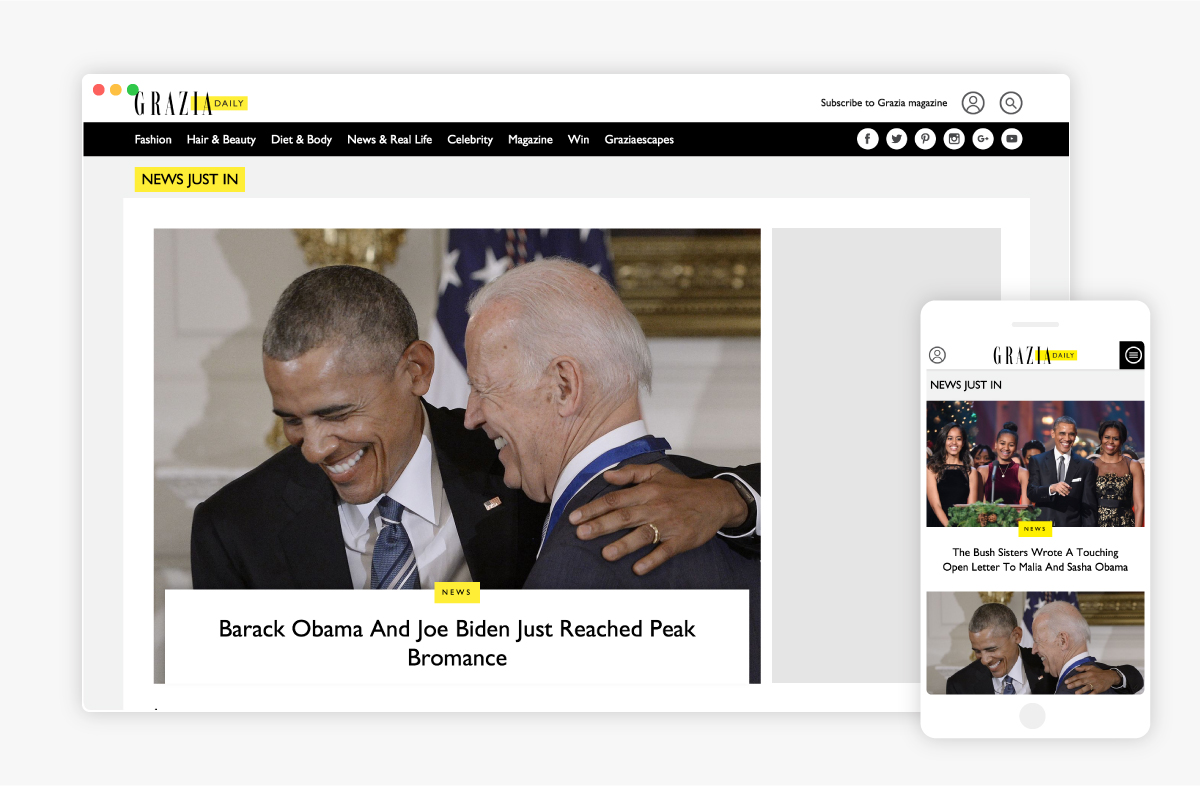 GRAZIA DAILY
Subscribe to Grazia magazine
Fashion Hair & Beauty Diet & Body News & Real Life Celebrity Magazine Win Graziaescapes
NEWS JUST IN
NEWS
Barack Obama And Joe Biden Just Reached Peak
Bromance
GRAZIA DAILY
NEWS JUST IN
NEWS
The Bush Sisters Wrote A Touching
Open Letter To Malia And Sasha Obama